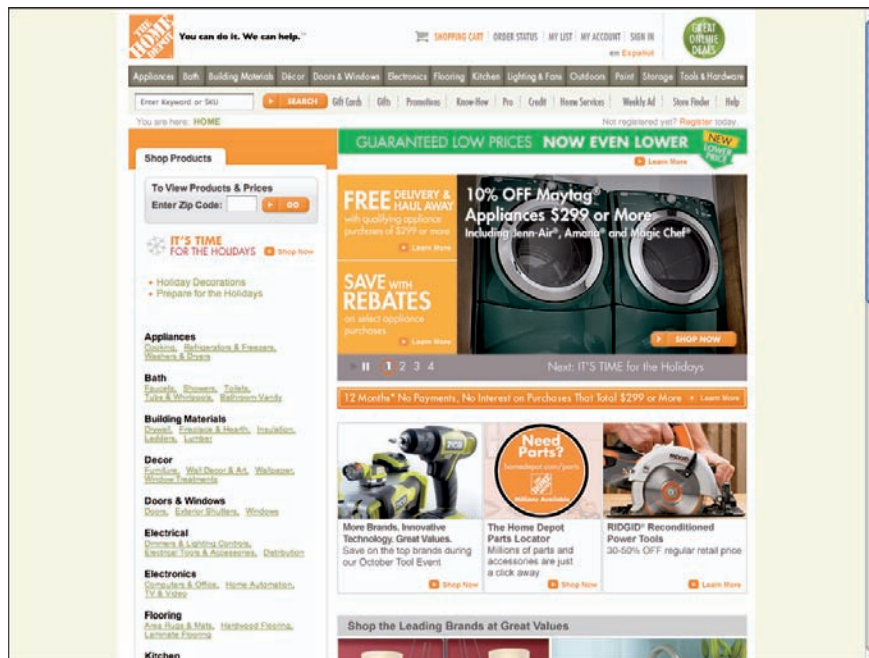 THE HOME DEPOT
You can do it. We can help.™
SHOPPING CART | ORDER STATUS | MY LIST | MY ACCOUNT | SIGN IN
en Español
GREAT ONLINE DEALS
Appliances Bath Building Materials Décor Doors & Windows Electronics Flooring Kitchen Lighting & Fans Outdoors Paint Storage Tools & Hardware
Enter Keyword or SKU
SEARCH
Gift Cards | Gifts | Promotions | Know-How | Pro | Credit | Home Services | Weekly Ad | Store Finder | Help
You are here: HOME
Not registered yet? Register today.
Shop Products
To View Products & Prices
Enter Zip Code:
GO
IT'S TIME
FOR THE HOLIDAYS
Shop Now
Holiday Decorations
Prepare for the Holidays
Appliances
Cooking, Refrigerators & Freezers,
Washers & Dryers
Bath
Faucets, Showers, Toilets,
Tubs & Whirlpools, Bathroom Vanity
Building Materials
Drywall, Fireplace & Hearth, Insulation,
Ladders, Lumber
Decor
Furniture, Wall Decor & Art, Wallpaper,
Window Treatments
Doors & Windows
Doors, Exterior Shutters, Windows
Electrical
Dimmers & Lighting Controls,
Electrical Tools & Accessories, Distribution
Electronics
Computers & Office, Home Automation,
TV & Video
Flooring
Area Rugs & Mats, Hardwood Flooring,
Laminate Flooring
Kitchen
GUARANTEED LOW PRICES NOW EVEN LOWER
NEW LOWER PRICE
Learn More
FREE DELIVERY & HAUL AWAY
with qualifying appliance
purchases of $299 or more
Learn More
SAVE WITH
REBATES
on select appliance
purchases
Learn More
10% OFF Maytag®
Appliances $299 or More
Including Jenn-Air®, Amana® and Magic Chef®
SHOP NOW
1 2 3 4
Next: IT'S TIME for the Holidays
12 Months* No Payments, No Interest on Purchases That Total $299 or More
Learn More
RYOBI
More Brands. Innovative
Technology. Great Values.
Save on the top brands during
our October Tool Event
Shop Now
Need
Parts?
homedepot.com/parts
Millions Available
The Home Depot
Parts Locator
Millions of parts and
accessories are just
a click away
Shop Now
RIDGID
RIDGID® Reconditioned
Power Tools
30-50% OFF regular retail price
Learn More
Shop the Leading Brands at Great Values